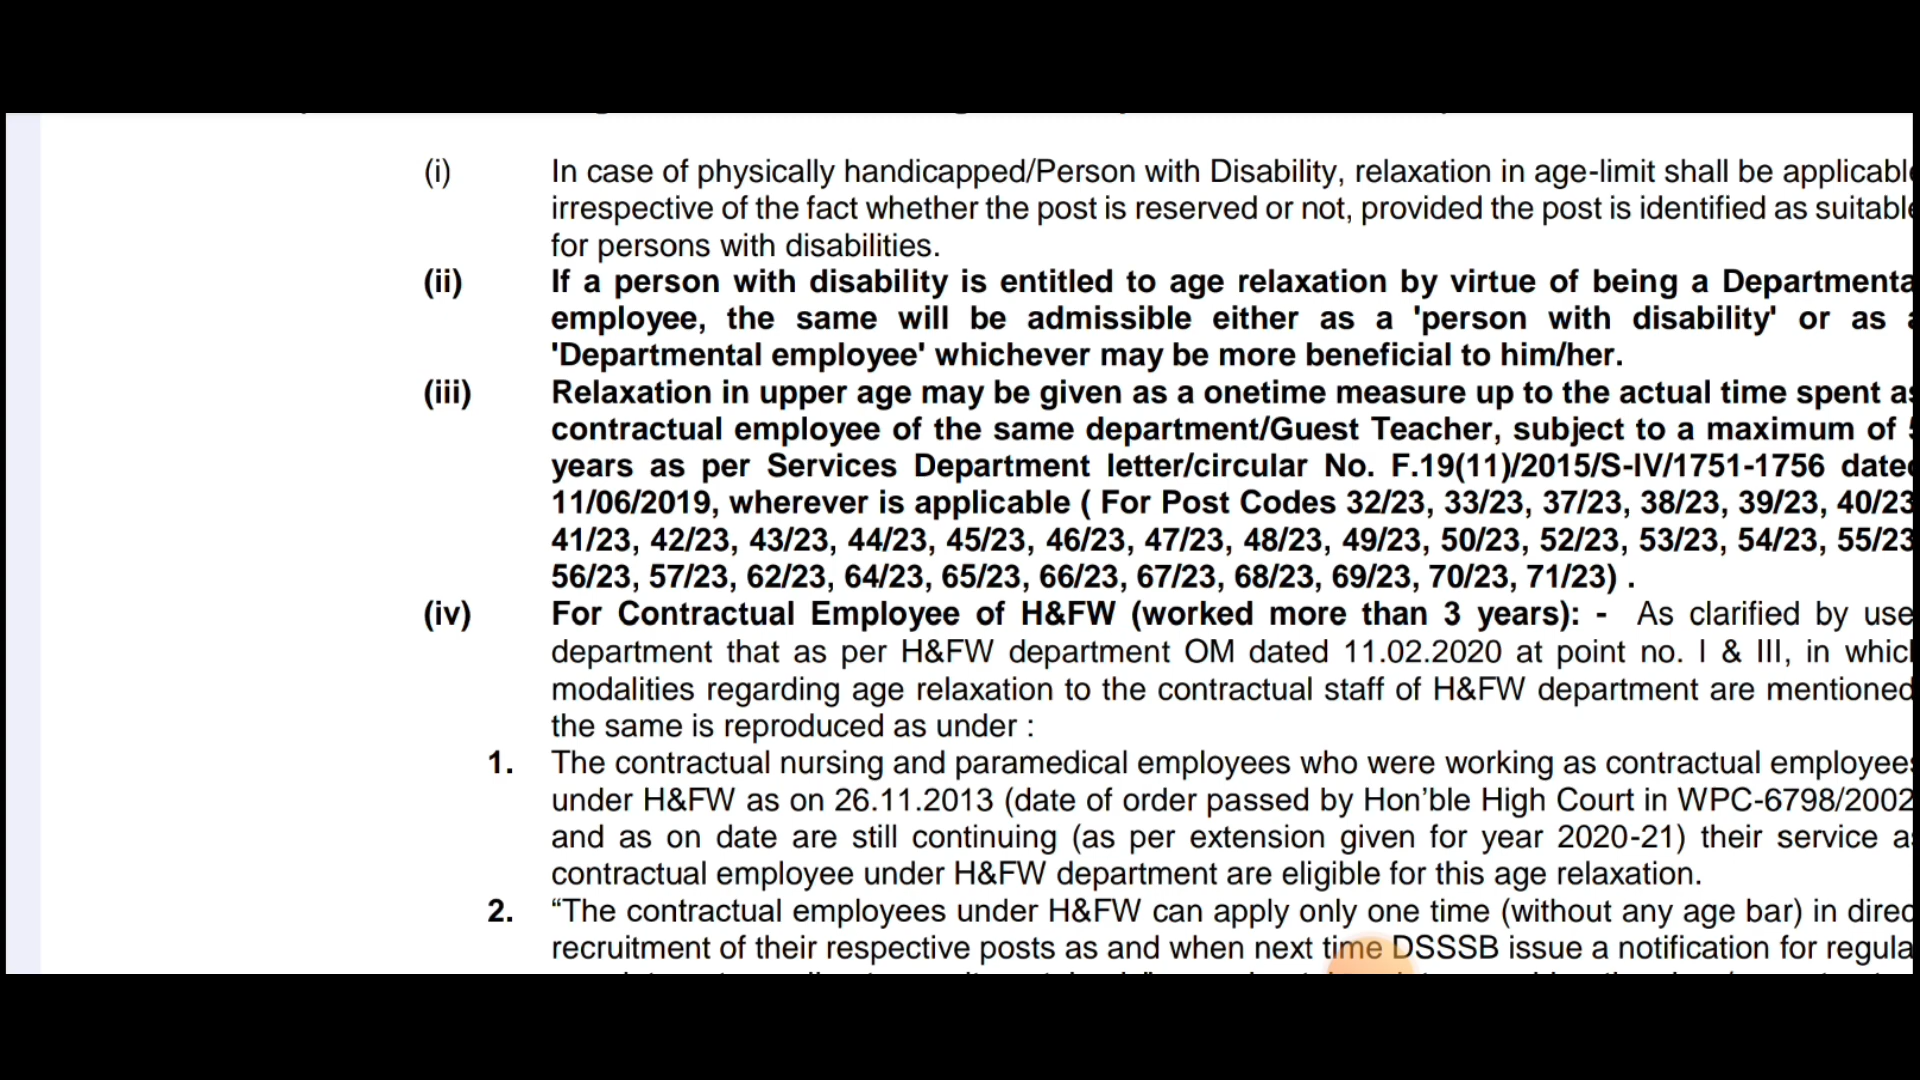 (i) In case of physically handicapped/Person with Disability, relaxation in age-limit shall be
irrespective of the fact whether the post is reserved or not, provided the post is identified as
for persons with disabilities.
(ii) If a person with disability is entitled to age relaxation by virtue of being a
employee, the same will be admissible either as a 'person with disability' or as
'Departmental employee' whichever may be more beneficial to him/her.
(iii) Relaxation in upper age may be given as a onetime measure up to the actual time spent
contractual employee of the same department/Guest Teacher, subject to a maximum of
years as per Services Department letter/circular No. F.19(11)/2015/S-IV/1751-1756
11/06/2019, wherever is applicable ( For Post Codes 32/23, 33/23, 37/23, 38/23, 39/23, 40/23
41/23, 42/23, 43/23, 44/23, 45/23, 46/23, 47/23, 48/23, 49/23, 50/23, 52/23, 53/23, 54/23, 55/23
56/23, 57/23, 62/23, 64/23, 65/23, 66/23, 67/23, 68/23, 69/23, 70/23, 71/23) .
(iv) For Contractual Employee of H&FW (worked more than 3 years): - As clarified by
department that as per H&FW department OM dated 11.02.2020 at point no. I & III, in
modalities regarding age relaxation to the contractual staff of H&FW department are mentioned
the same is reproduced as under :
1. The contractual nursing and paramedical employees who were working as contractual
under H&FW as on 26.11.2013 (date of order passed by Hon’ble High Court in WPC-6798/2002
and as on date are still continuing (as per extension given for year 2020-21) their service
contractual employee under H&FW department are eligible for this age relaxation.
2. “The contractual employees under H&FW can apply only one time (without any age bar) in
recruitment of their respective posts as and when next time DSSSB issue a notification for